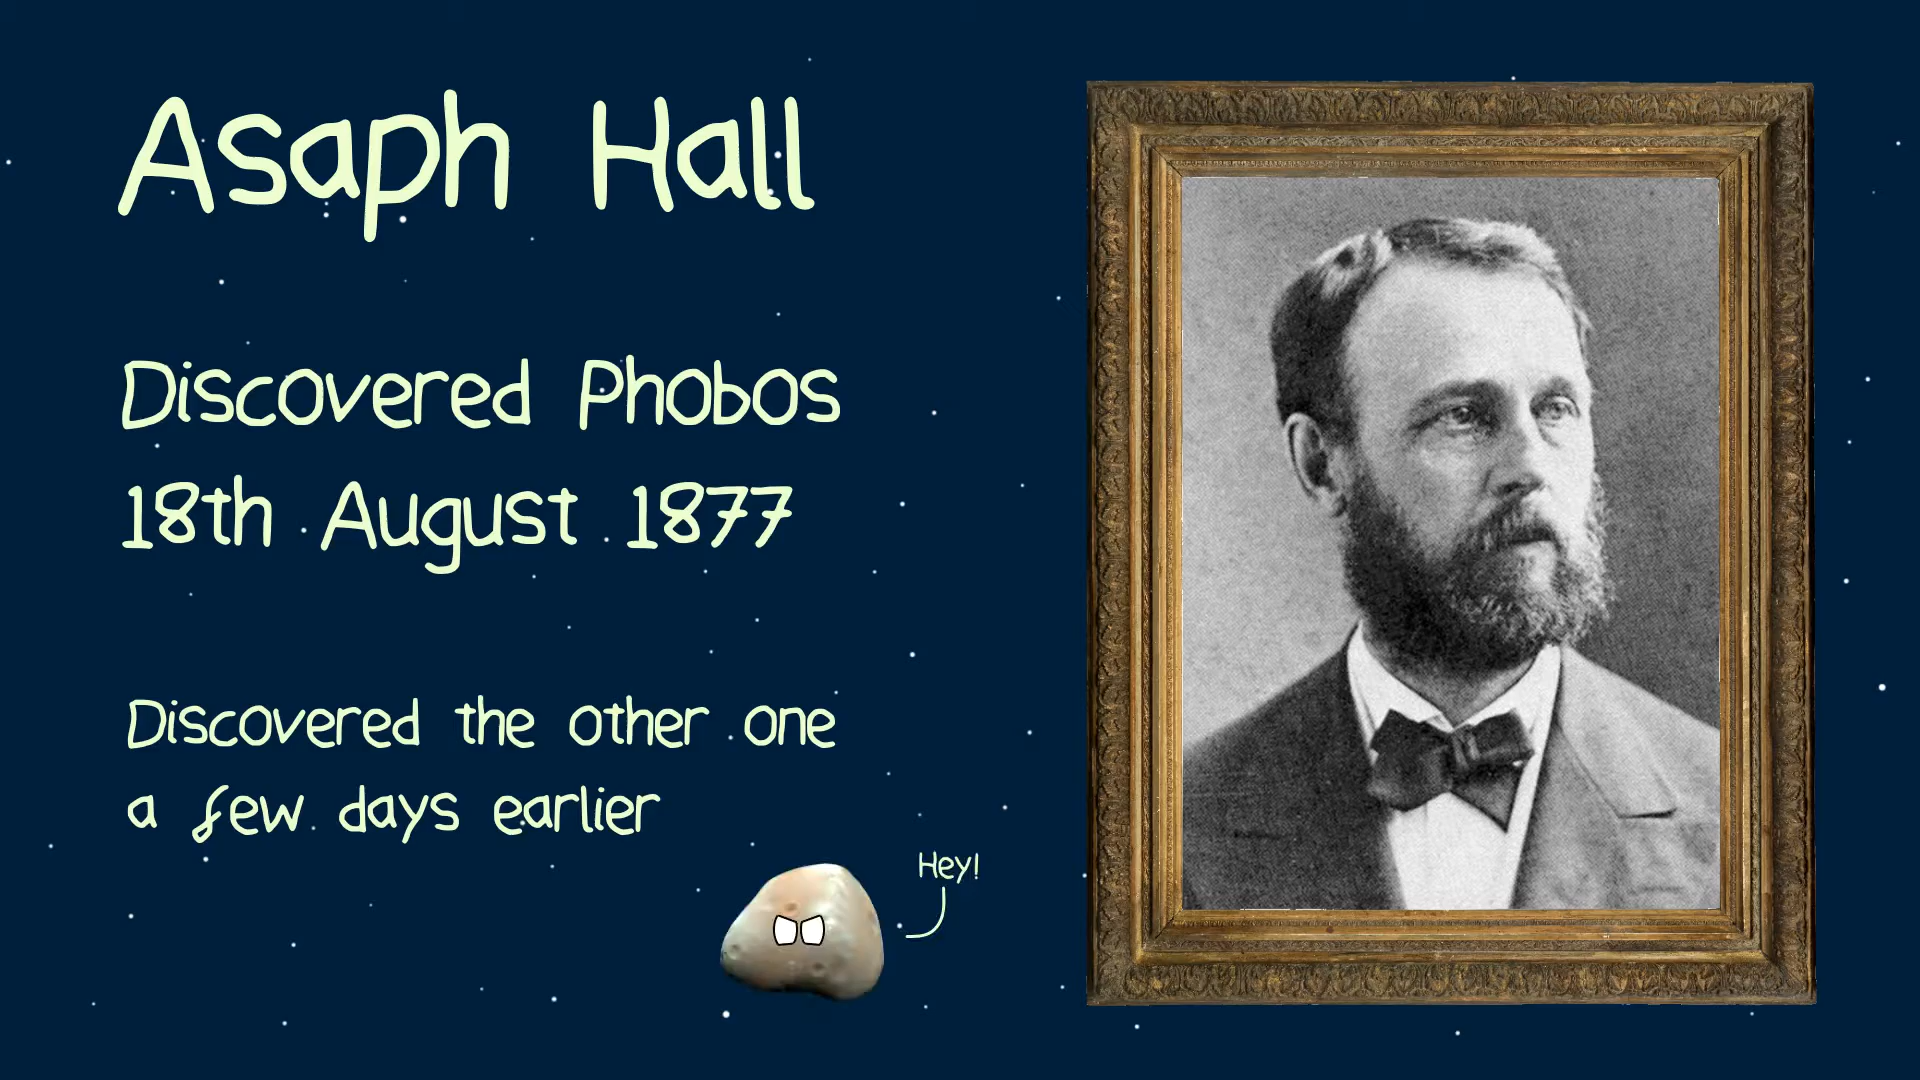 Asaph Hall
Discovered Phobos
18th August 1877
Discovered the other one
a few days earlier
Hey!